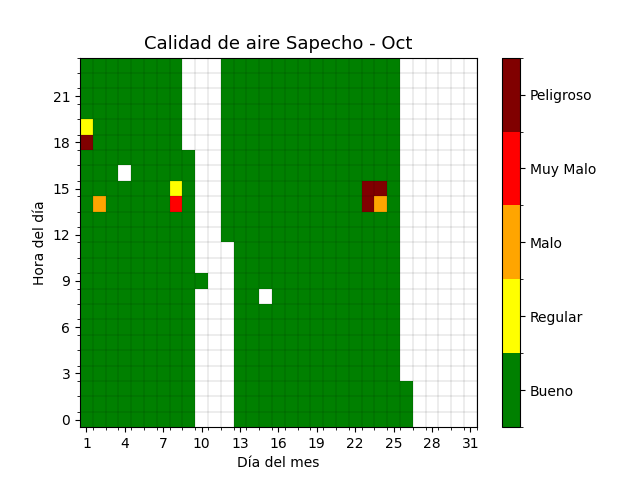 Calidad de aire Sapecho - Oct
Hora del día
21
18
15
12
9
6
3
0
1 4 7 10 13 16 19 22 25 28 31
Día del mes
Peligroso
Muy Malo
Malo
Regular
Bueno